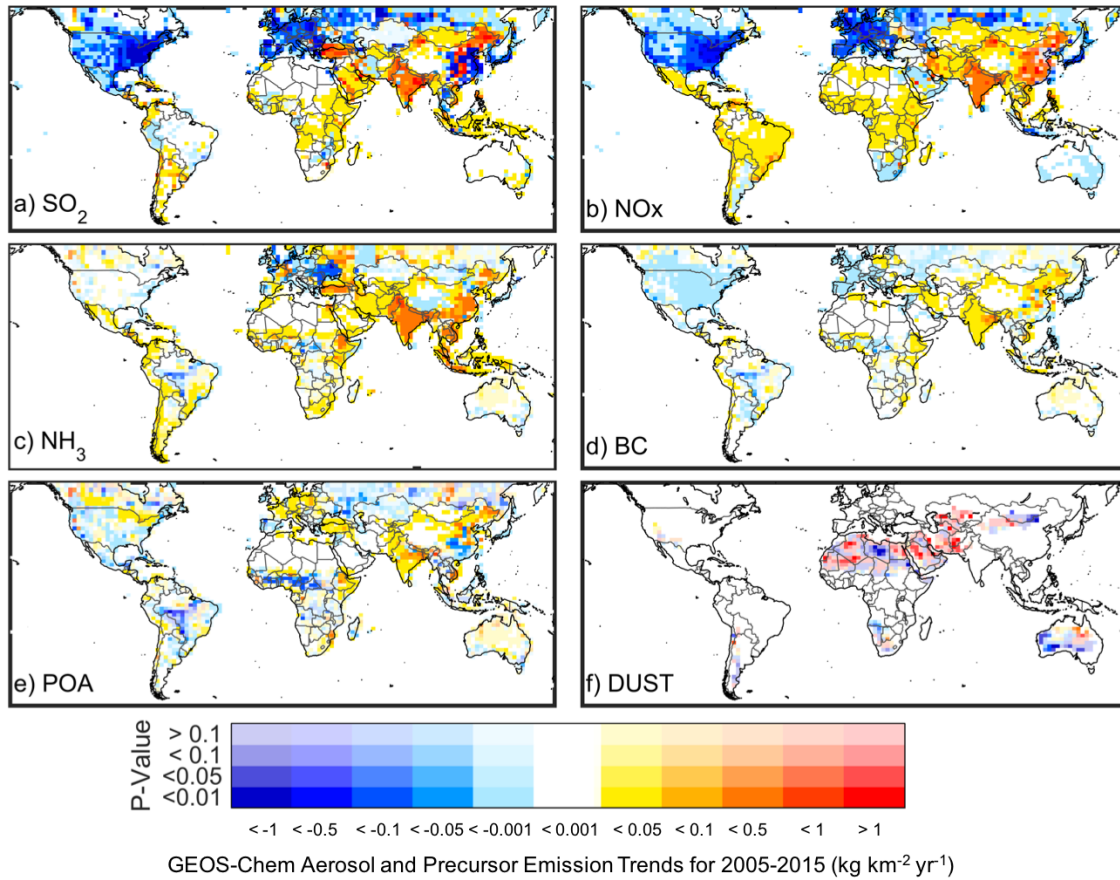 a) SO₂
b) NOx
c) NH₃
d) BC
e) POA
f) DUST
P-Value
> 0.1
< 0.1
<0.05
<0.01
< -1 < -0.5 < -0.1 < -0.05 < -0.001 < 0.001 < 0.05 < 0.1 < 0.5 < 1 > 1
GEOS-Chem Aerosol and Precursor Emission Trends for 2005-2015 (kg km⁻² yr⁻¹)